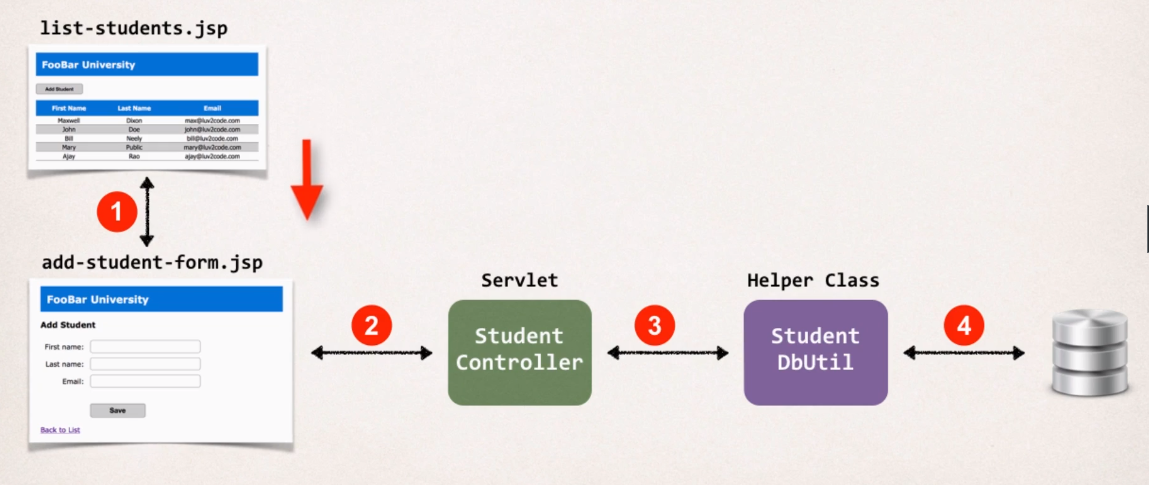 list-students.jsp
FooBar University
Add Student
First Name Last Name Email
Maxwell Dixon max@luv2code.com
John Doe john@luv2code.com
Bill Neely bill@luv2code.com
Mary Public mary@luv2code.com
Ajay Rao ajay@luv2code.com
1
add-student-form.jsp
FooBar University
Add Student
First name:
Last name:
Email:
Save
Back to List
2
Servlet
Student
Controller
3
Helper Class
Student
DbUtil
4